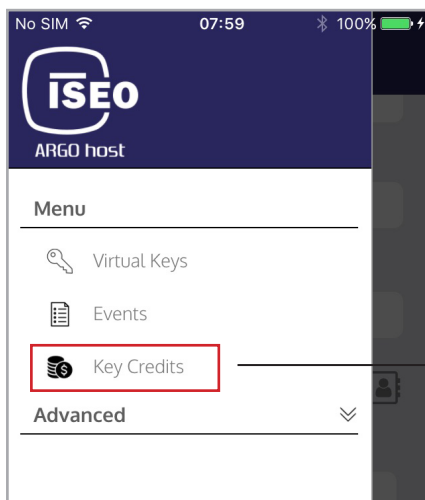 No SIM 07:59 100%
ISEO
ARGO host
Menu
Virtual Keys
Events
Key Credits
Advanced